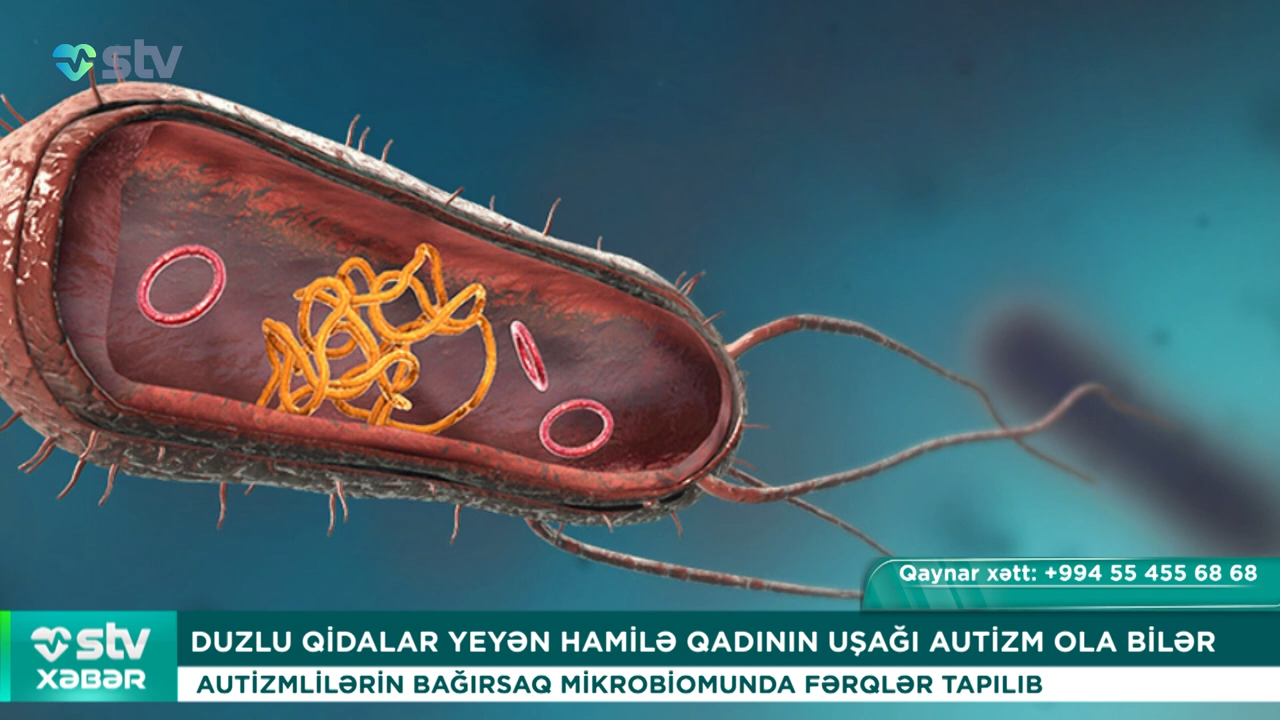 stv
Qaynar xətt: +994 55 455 68 68
stv
XƏBƏR
DUZLU QİDALAR YEYƏN HAMİLƏ QADININ UŞAĞI AUTİZM OLA BİLƏR
AUTİZMLİLƏRİN BAĞIRSAQ MİKROBİOMUNDA FƏRQLƏR TAPILIB